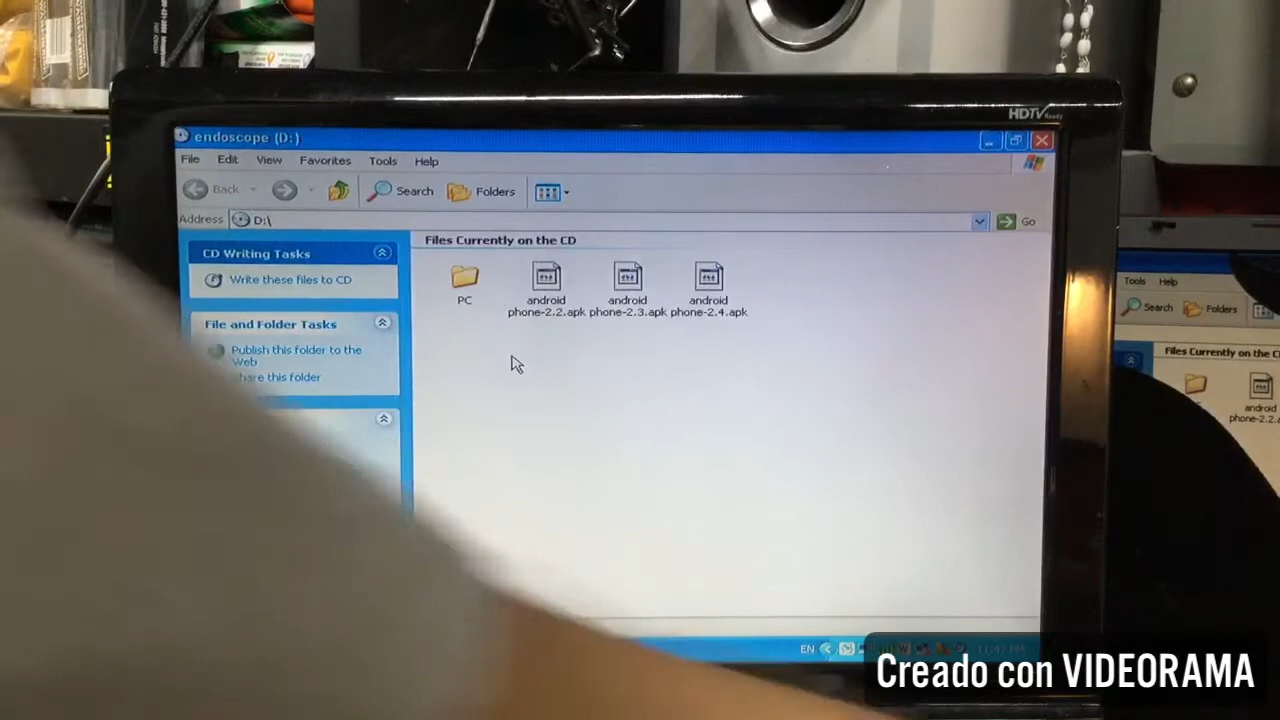 HDTV Ready
endoscope (D:)
File Edit View Favorites Tools Help
Back Search Folders
Address D:\ Go
CD Writing Tasks
Write these files to CD
File and Folder Tasks
Publish this folder to the
Web
hare this folder
Files Currently on the CD
PC
android
phone-2.2.apk
android
phone-2.3.apk
android
phone-2.4.apk
EN
Tools Help
Search Folders
Files Currently on the C
android
phone-2.2.a
Creado con VIDEORAMA